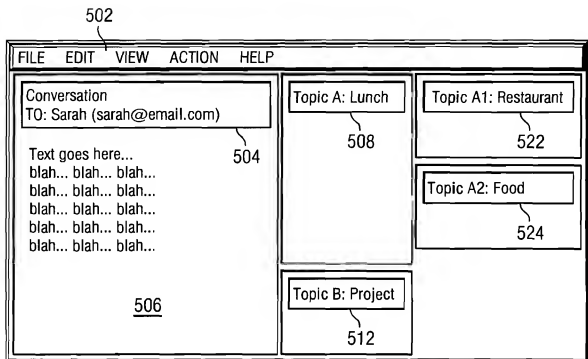 502
FILE EDIT VIEW ACTION HELP
Conversation
TO: Sarah (sarah@email.com)
504
Text goes here...
blah... blah... blah...
blah... blah... blah...
blah... blah... blah...
blah... blah... blah...
blah... blah... blah...
506
Topic A: Lunch
508
Topic B: Project
512
Topic A1: Restaurant
522
Topic A2: Food
524